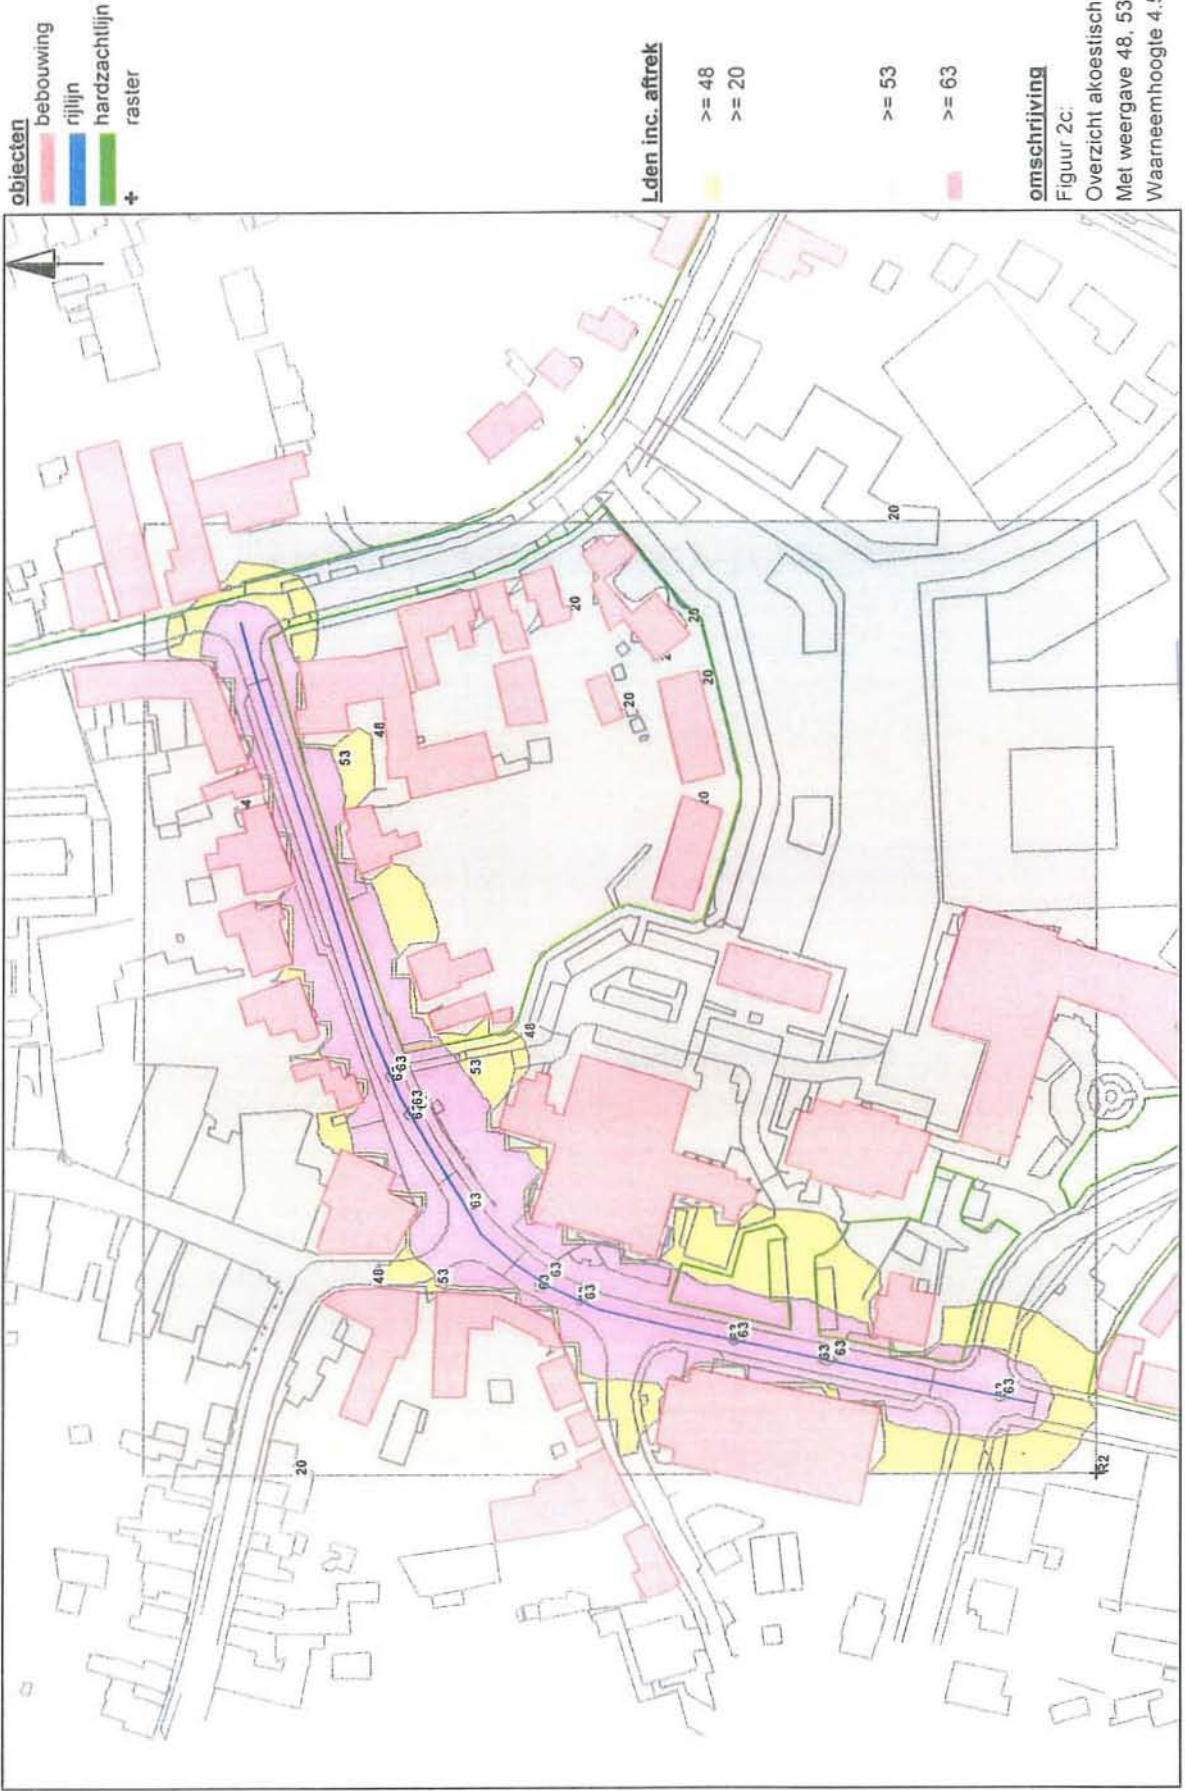 objecten
bebouwing
rijlijn
hardzachtlijn
raster
Lden inc. aftrek
>= 48
>= 20
>= 53
>= 63
omschrijving
Figuur 2c:
Overzicht akoestisch
Met weergave 48, 53
Waarneemhoogte 4.5
53
48
20
20
20
20
20
20
53
48
63
63
63
48
53
63
63
63
63
63
63
20